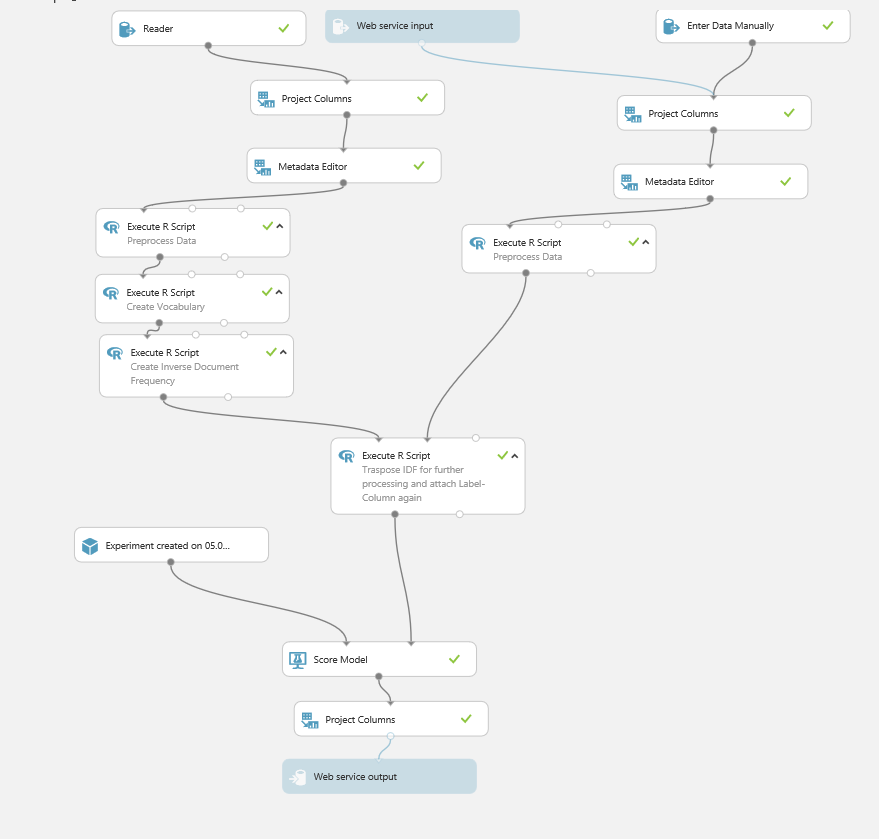 Reader
Web service input
Enter Data Manually
Project Columns
Project Columns
Metadata Editor
Metadata Editor
Execute R Script
Preprocess Data
Execute R Script
Preprocess Data
Execute R Script
Create Vocabulary
Execute R Script
Create Inverse Document
Frequency
Execute R Script
Traspose IDF for further
processing and attach Label-
Column again
Experiment created on 05.0...
Score Model
Project Columns
Web service output